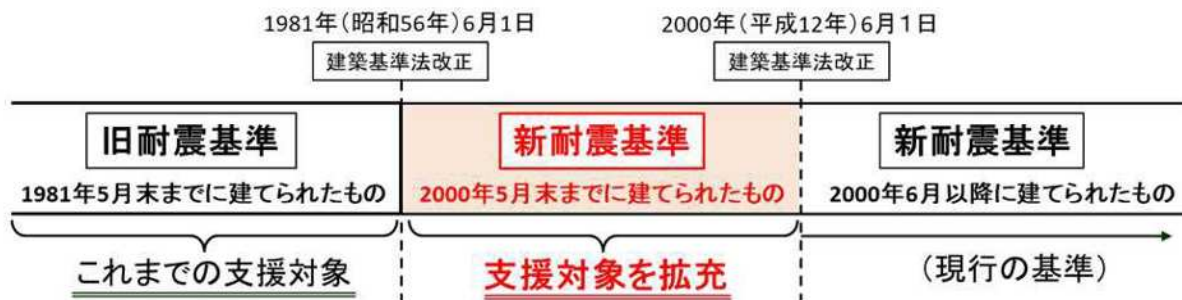 1981年(昭和56年)6月1日
2000年(平成12年)6月1日
建築基準法改正
建築基準法改正
旧耐震基準
新耐震基準
新耐震基準
1981年5月末までに建てられたもの
2000年5月末までに建てられたもの
2000年6月以降に建てられたもの
これまでの支援対象
支援対象を拡充
(現行の基準)